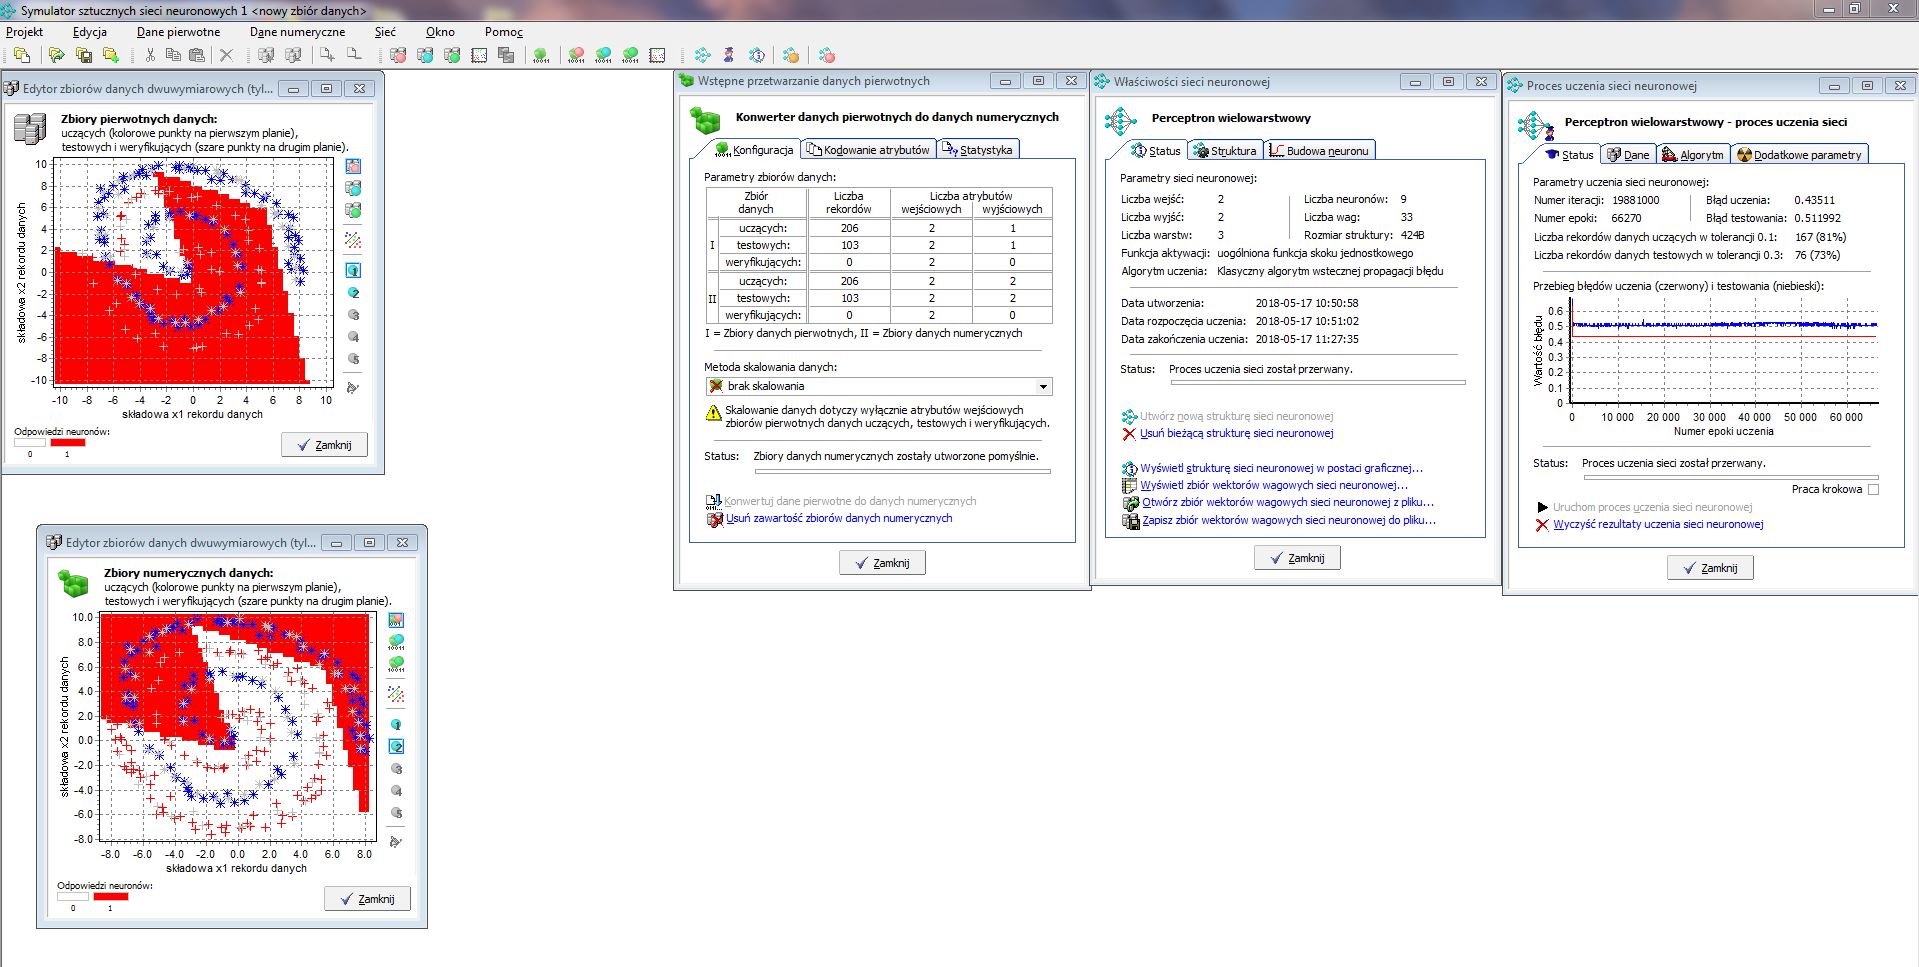 Symulator sztucznych sieci neuronowych 1 <nowy zbiór danych>
Projekt Edycja Dane pierwotne Dane numeryczne Sieć Okno Pomoc
Edytor zbiorów danych dwuwymiarowych (tyl...
Zbiory pierwotnych danych:
uczących (kolorowe punkty na pierwszym planie),
testowych i weryfikujących (szare punkty na drugim planie).
składowa x2 rekordu danych
10
8
6
4
2
0
-2
-4
-6
-8
-10
-10 -8 -6 -4 -2 0 2 4 6 8 10
składowa x1 rekordu danych
1
2
3
4
5
Odpowiedzi neuronów:
0 1
Zamknij
Edytor zbiorów danych dwuwymiarowych (tyl...
Zbiory numerycznych danych:
uczących (kolorowe punkty na pierwszym planie),
testowych i weryfikujących (szare punkty na drugim planie).
składowa x2 rekordu danych
10.0
8.0
6.0
4.0
2.0
0.0
-2.0
-4.0
-6.0
-8.0
-8.0 -6.0 -4.0 -2.0 0.0 2.0 4.0 6.0 8.0
składowa x1 rekordu danych
1
2
3
4
5
Odpowiedzi neuronów:
0 1
Zamknij
Wstępne przetwarzanie danych pierwotnych
Konwerter danych pierwotnych do danych numerycznych
Konfiguracja Kodowanie atrybutów Statystyka
Parametry zbiorów danych:
Zbiór danych Liczba rekordów Liczba atrybutów
wejściowych wyjściowych
I
uczących: 206 2 1
testowych: 103 2 1
weryfikujących: 0 2 0
II
uczących: 206 2 2
testowych: 103 2 2
weryfikujących: 0 2 0
I = Zbiory danych pierwotnych, II = Zbiory danych numerycznych
Metoda skalowania danych:
brak skalowania
Skalowanie danych dotyczy wyłącznie atrybutów wejściowych
zbiorów pierwotnych danych uczących, testowych i weryfikujących.
Status: Zbiory danych numerycznych zostały utworzone pomyślnie.
Konwertuj dane pierwotne do danych numerycznych
Usuń zawartość zbiorów danych numerycznych
Zamknij
Właściwości sieci neuronowej
Perceptron wielowarstwowy
Status Struktura Budowa neuronu
Parametry sieci neuronowej:
Liczba wejść: 2 Liczba neuronów: 9
Liczba wyjść: 2 Liczba wag: 33
Liczba warstw: 3 Rozmiar struktury: 424B
Funkcja aktywacji: uogólniona funkcja skoku jednostkowego
Algorytm uczenia: Klasyczny algorytm wstecznej propagacji błędu
Data utworzenia: 2018-05-17 10:50:58
Data rozpoczęcia uczenia: 2018-05-17 10:51:02
Data zakończenia uczenia: 2018-05-17 11:27:35
Status: Proces uczenia sieci został przerwany.
Utwórz nową strukturę sieci neuronowej
Usuń bieżącą strukturę sieci neuronowej
Wyświetl strukturę sieci neuronowej w postaci graficznej...
Wyświetl zbiór wektorów wagowych sieci neuronowej...
Otwórz zbiór wektorów wagowych sieci neuronowej z pliku...
Zapisz zbiór wektorów wagowych sieci neuronowej do pliku...
Zamknij
Proces uczenia sieci neuronowej
Perceptron wielowarstwowy - proces uczenia sieci
Status Dane Algorytm Dodatkowe parametry
Parametry uczenia sieci neuronowej:
Numer iteracji: 19881000 Błąd uczenia: 0.43511
Numer epoki: 66270 Błąd testowania: 0.511992
Liczba rekordów danych uczących w tolerancji 0.1: 167 (81%)
Liczba rekordów danych testowych w tolerancji 0.3: 76 (73%)
Przebieg błędów uczenia (czerwony) i testowania (niebieski):
Wartość błędu
0.6
0.5
0.4
0.3
0.2
0.1
0
0 10 000 20 000 30 000 40 000 50 000 60 000
Numer epoki uczenia
Status: Proces uczenia sieci został przerwany.
Praca krokowa
Uruchom proces uczenia sieci neuronowej
Wyczyść rezultaty uczenia sieci neuronowej
Zamknij